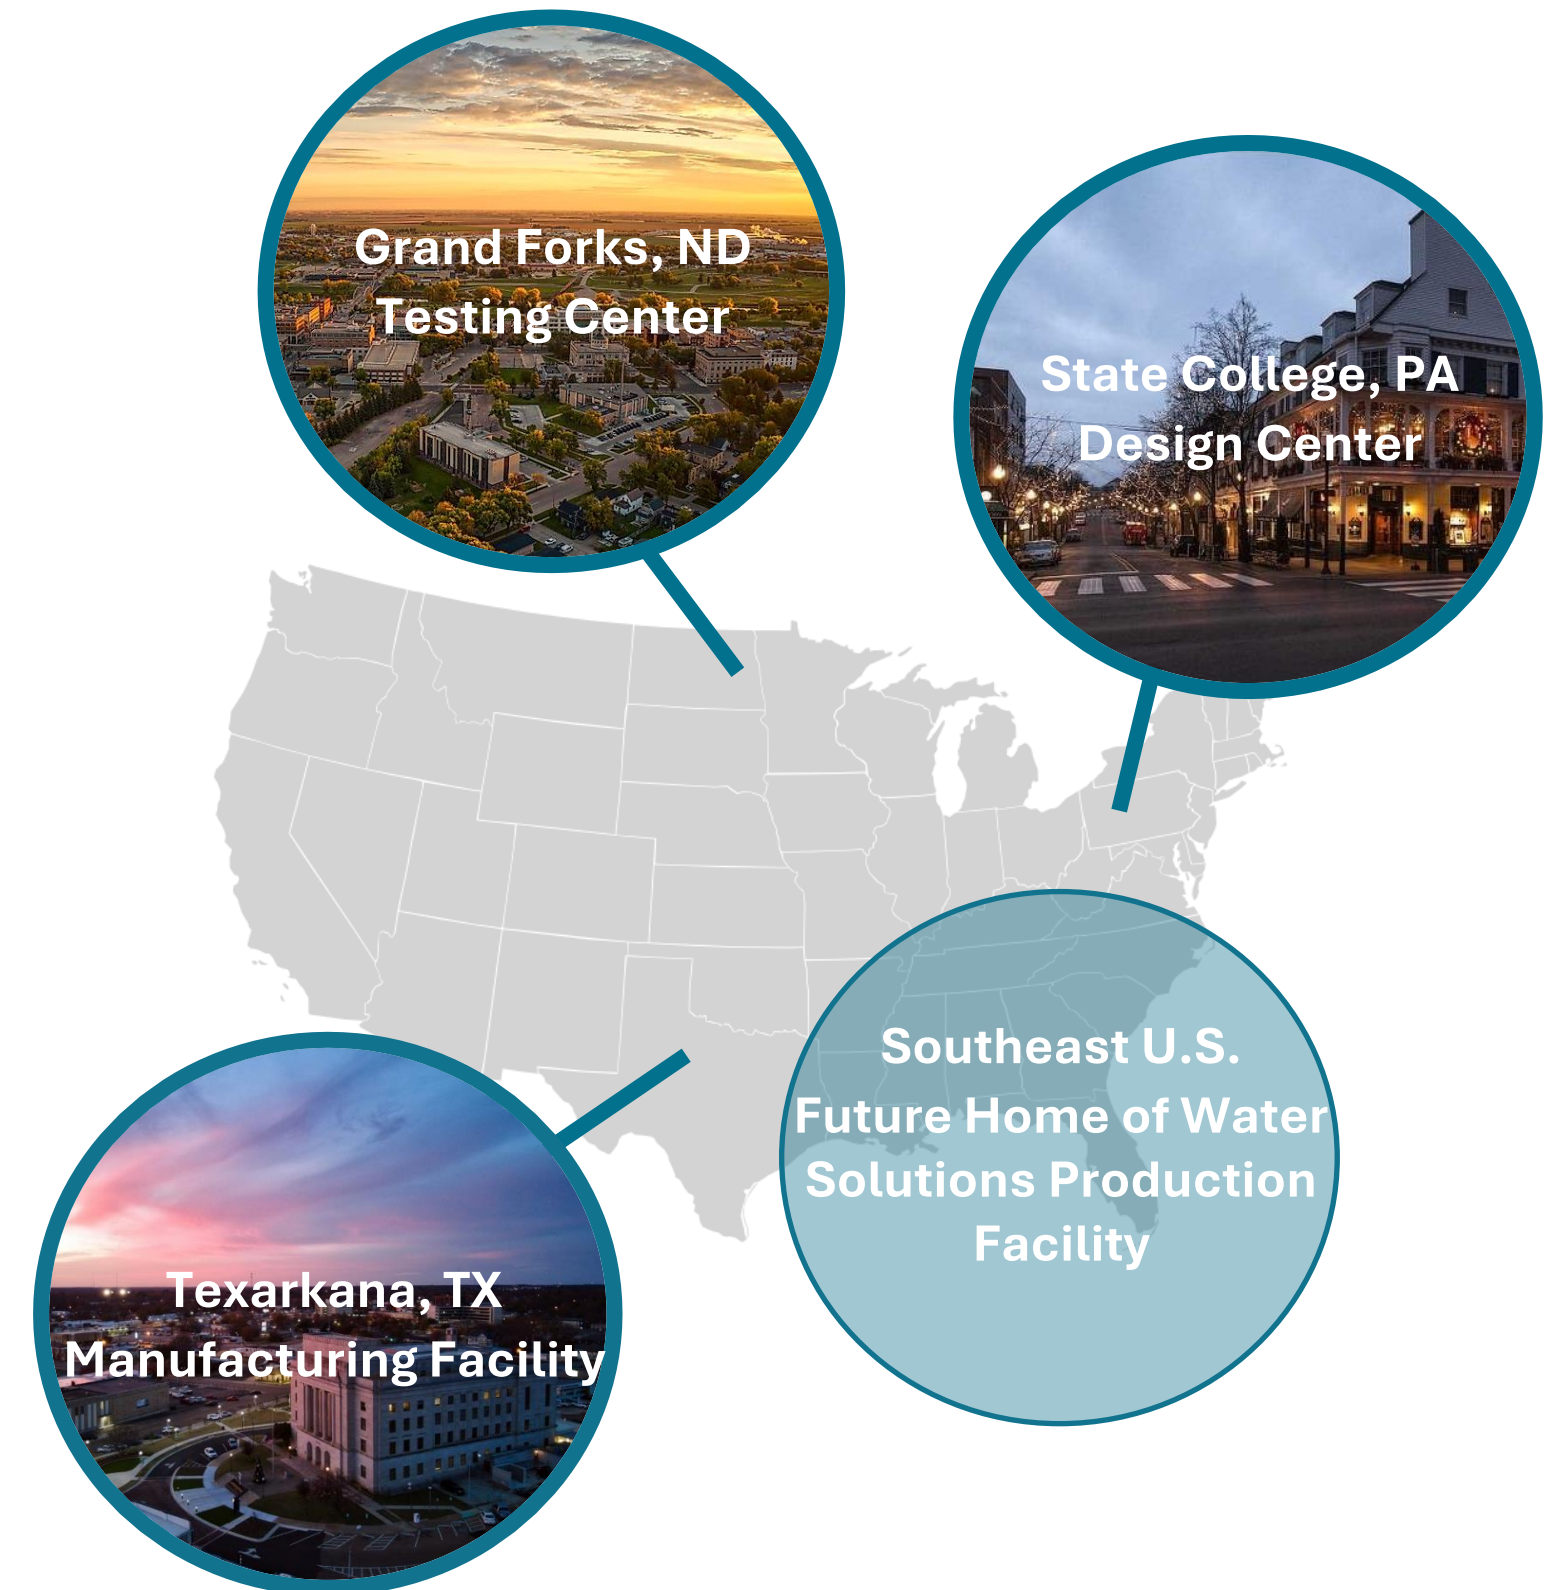 Grand Forks, ND
Testing Center
State College, PA
Design Center
Southeast U.S.
Future Home of Water
Solutions Production
Facility
Texarkana, TX
Manufacturing Facility